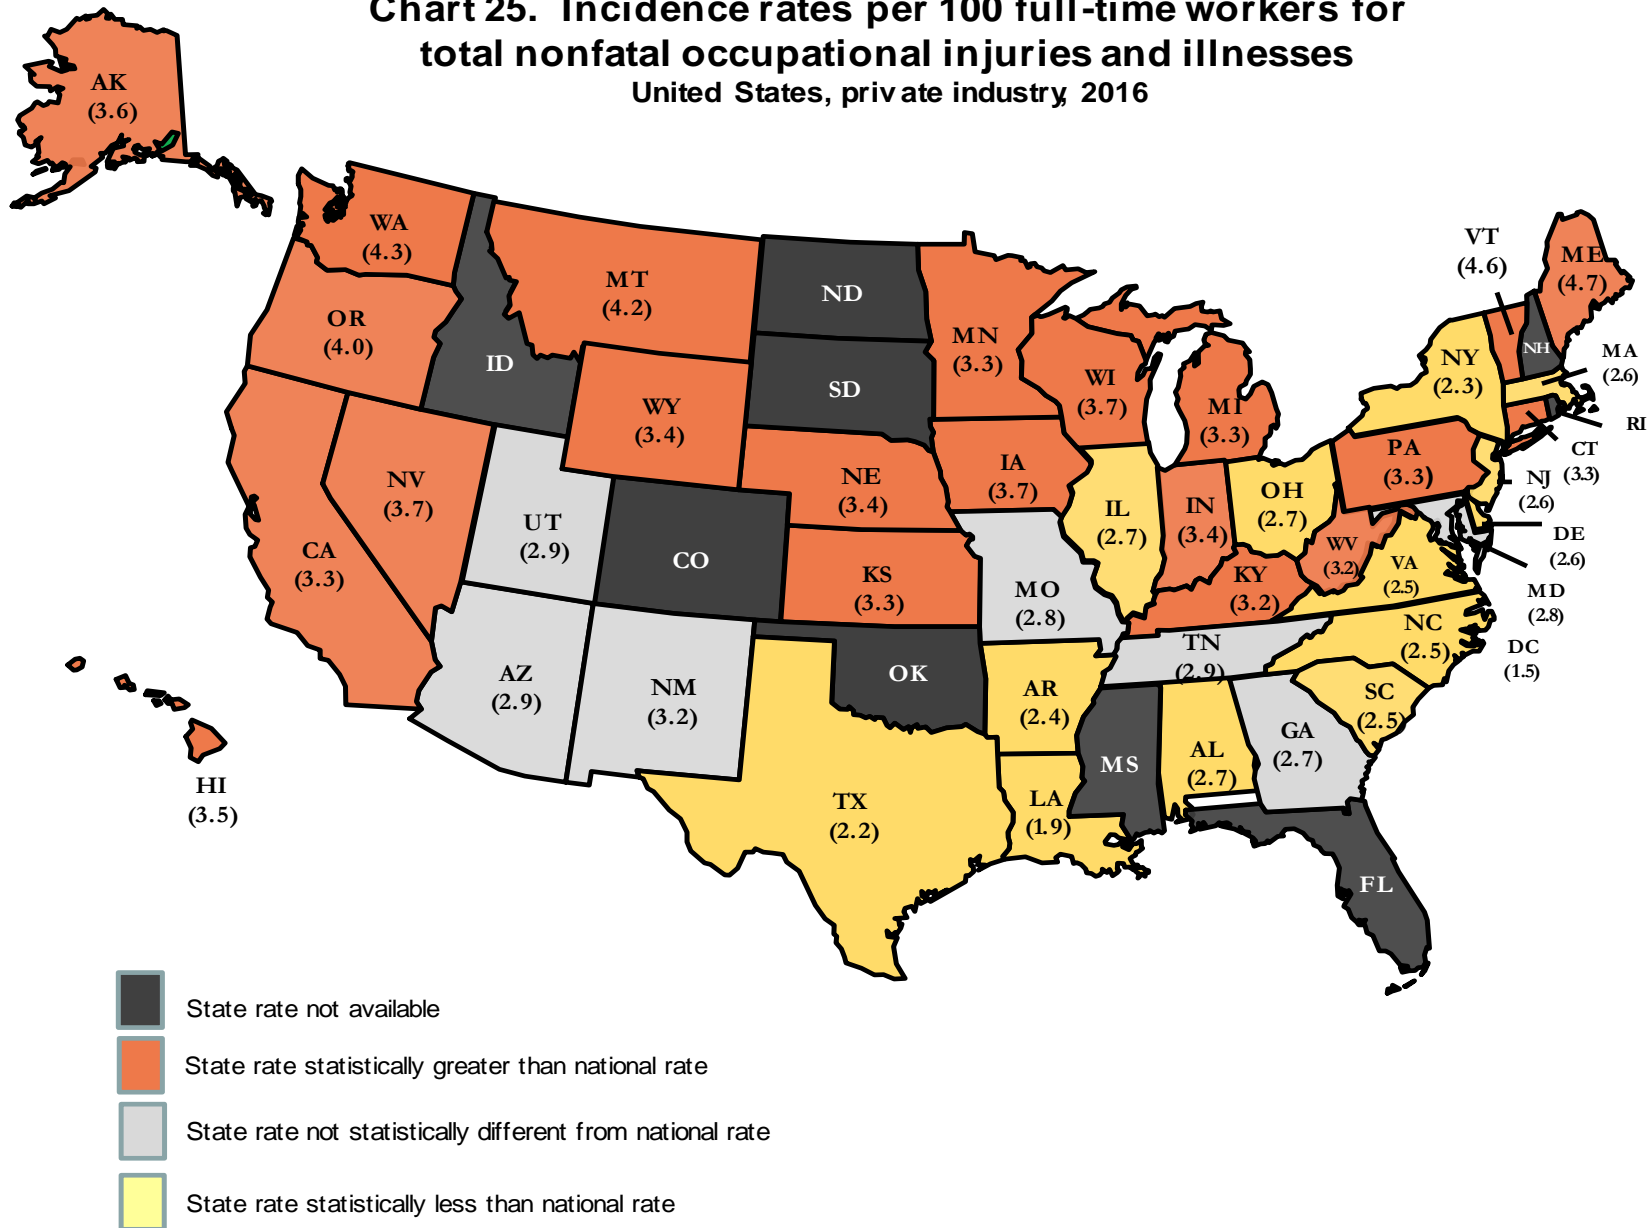 Chart 25. Incidence rates per 100 full-time workers for
total nonfatal occupational injuries and illnesses
United States, private industry, 2016
AK
(3.6)
WA
(4.3)
OR
(4.0)
ID
MT
(4.2)
WY
(3.4)
ND
SD
NE
(3.4)
MN
(3.3)
WI
(3.7)
MI
(3.3)
IA
(3.7)
VT
(4.6)
ME
(4.7)
NH
NY
(2.3)
MA
(2.6)
RI
CT
(3.3)
PA
(3.3)
NJ
(2.6)
DE
(2.6)
MD
(2.8)
DC
(1.5)
CA
(3.3)
NV
(3.7)
UT
(2.9)
CO
KS
(3.3)
MO
(2.8)
IL
(2.7)
IN
(3.4)
OH
(2.7)
WV
(3.2)
VA
(2.5)
KY
(3.2)
NC
(2.5)
TN
(2.9)
SC
(2.5)
AZ
(2.9)
NM
(3.2)
OK
AR
(2.4)
MS
AL
(2.7)
GA
(2.7)
HI
(3.5)
TX
(2.2)
LA
(1.9)
FL
State rate not available
State rate statistically greater than national rate
State rate not statistically different from national rate
State rate statistically less than national rate